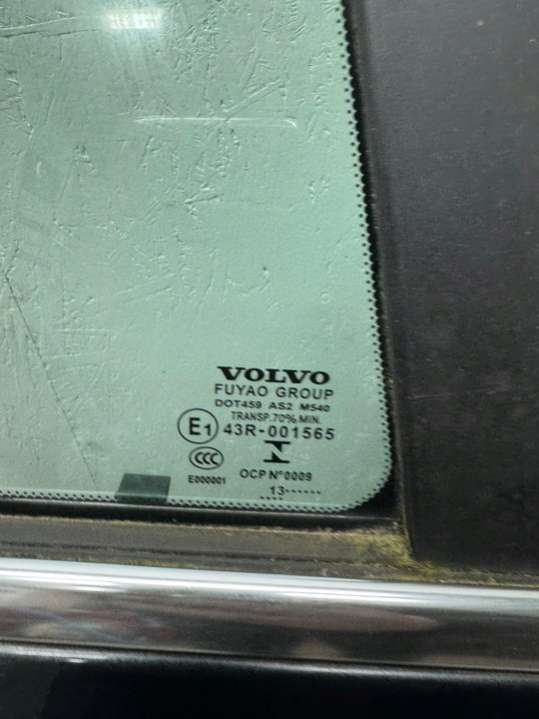 VOLVO
FUYAO GROUP
DOT459 AS2 M540
TRANSP.70% MIN.
E1 43R-001565
CCC N
E000001 OCP N°0009
..13------